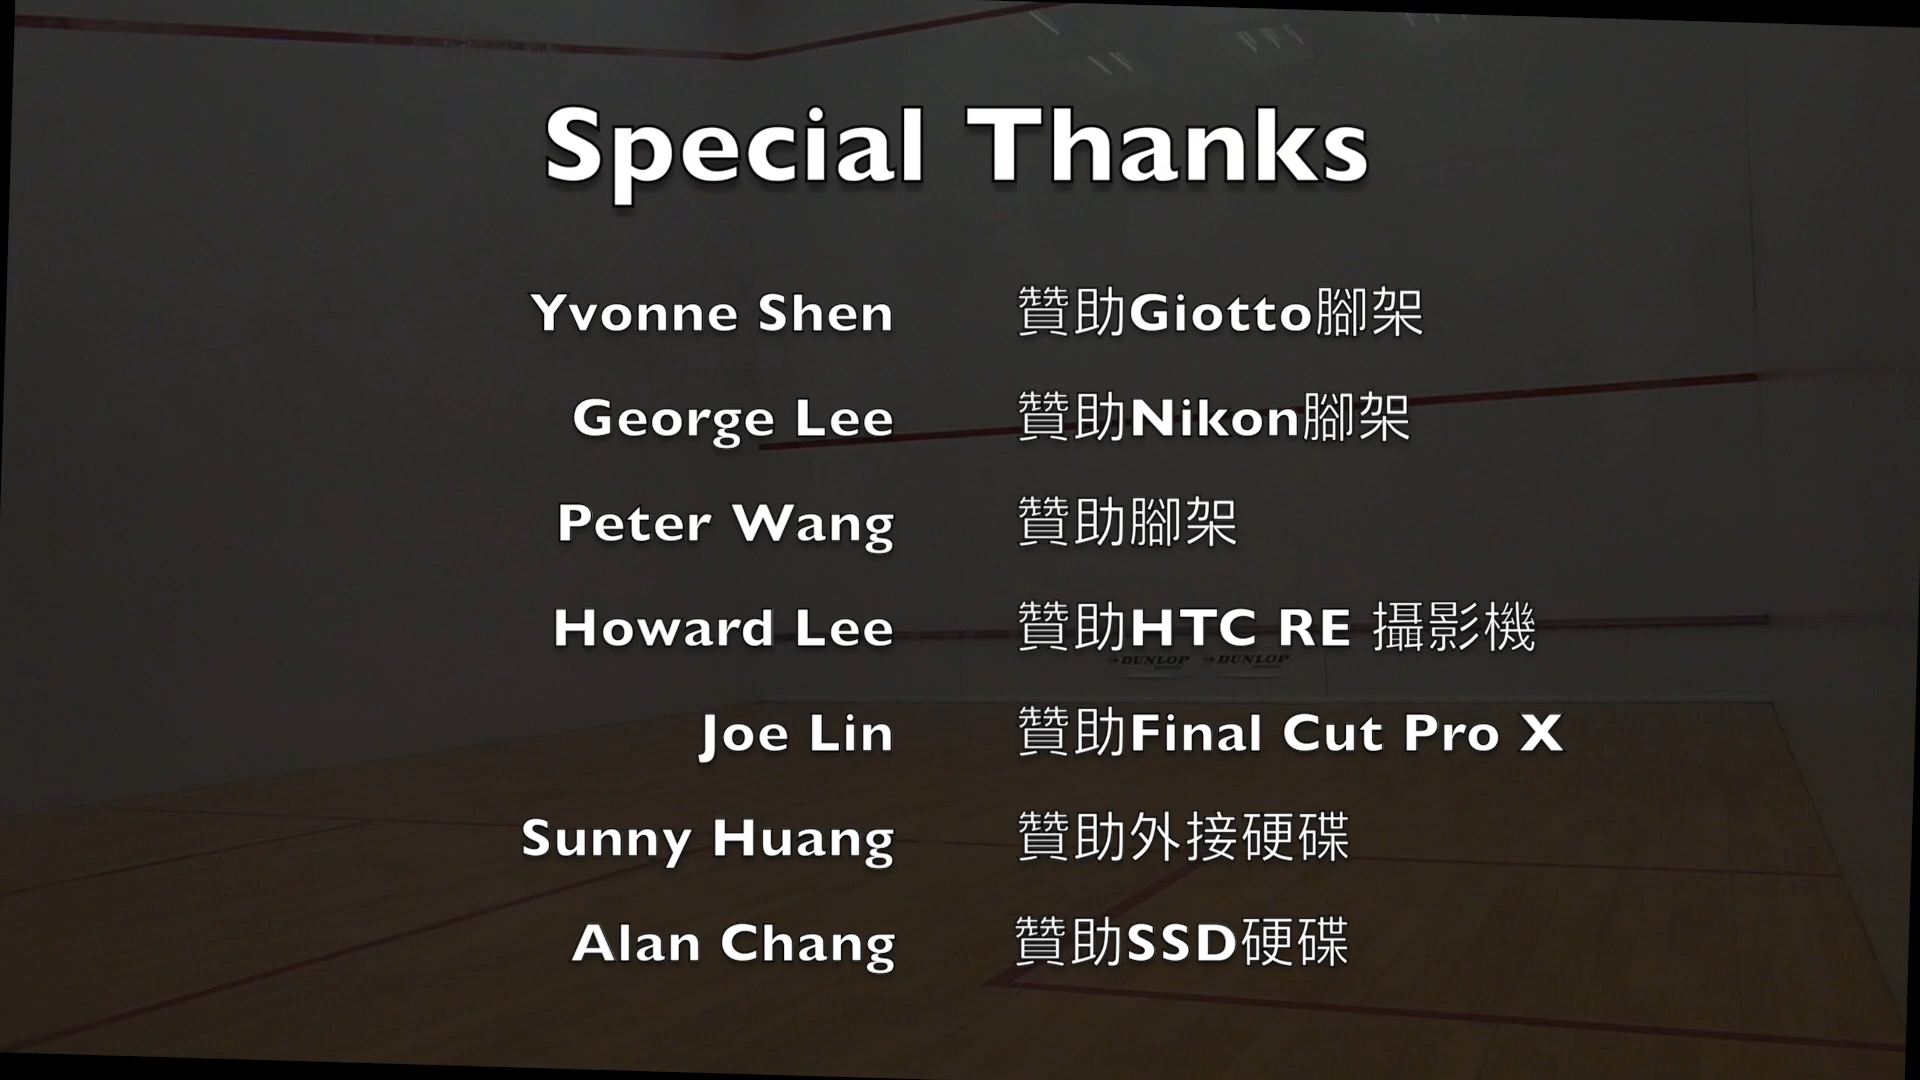 Special Thanks
Yvonne Shen 贊助Giotto腳架
George Lee 贊助Nikon腳架
Peter Wang 贊助腳架
Howard Lee 贊助HTC RE 攝影機
DUNLOP DUNLOP
Joe Lin 贊助Final Cut Pro X
Sunny Huang 贊助外接硬碟
Alan Chang 贊助SSD硬碟